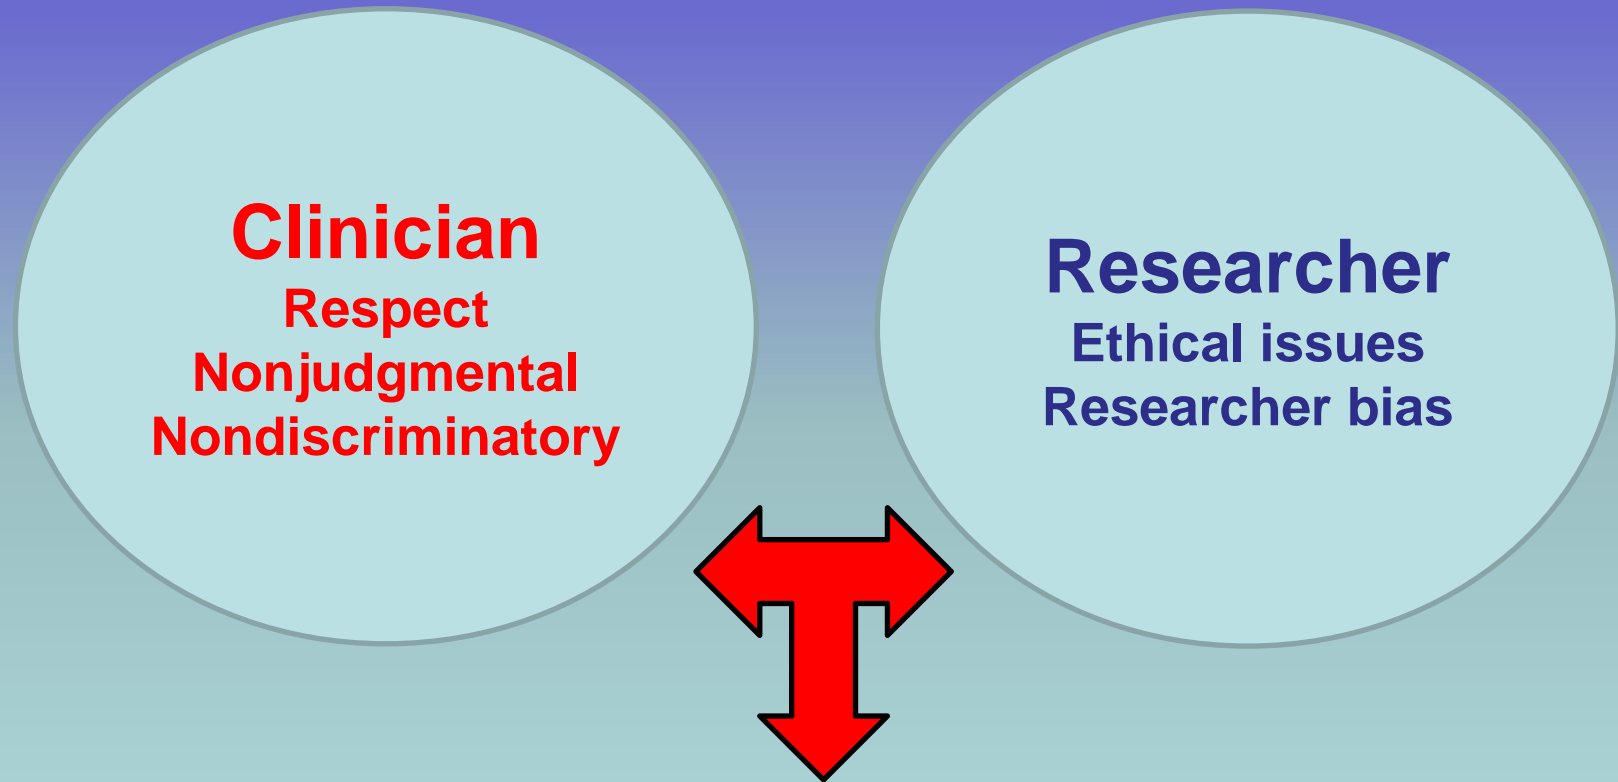 Clinician
Respect
Nonjudgmental
Nondiscriminatory
Researcher
Ethical issues
Researcher bias